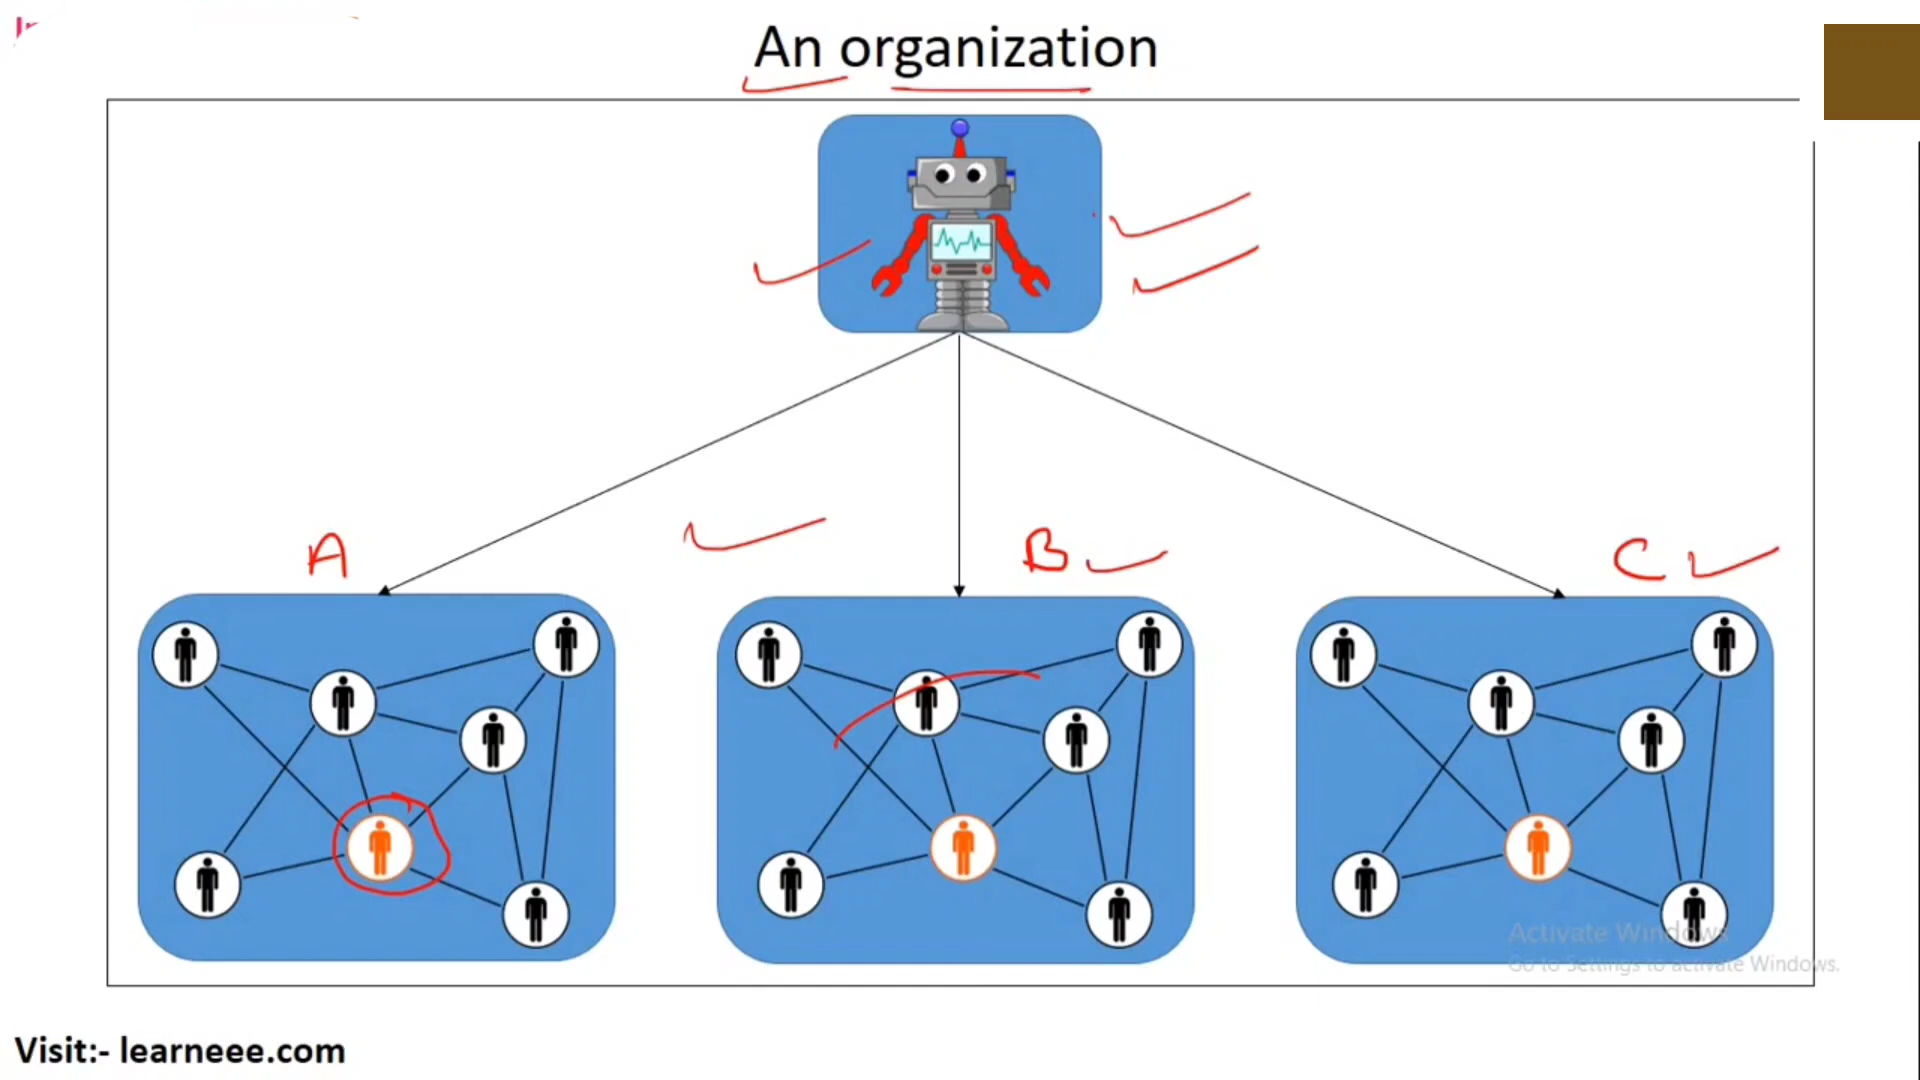 An organization
A
B
C
Activate Windows
Go to Settings to activate Windows.
Visit:- learneee.com